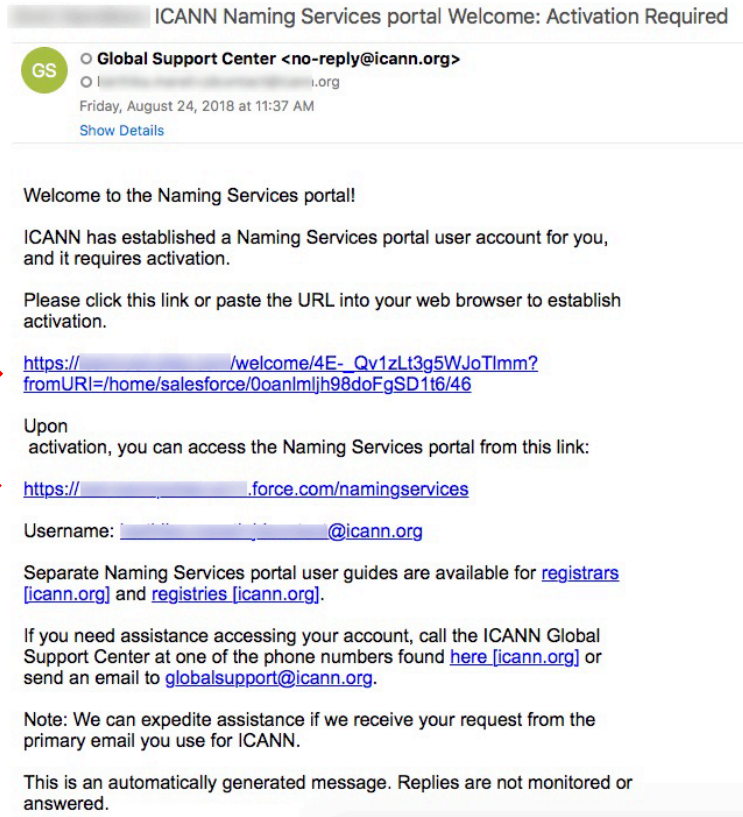 ICANN Naming Services portal Welcome: Activation Required
GS
Global Support Center <no-reply@icann.org>
.org
Friday, August 24, 2018 at 11:37 AM
Show Details
Welcome to the Naming Services portal!
ICANN has established a Naming Services portal user account for you,
and it requires activation.
Please click this link or paste the URL into your web browser to establish
activation.
https:// /welcome/4E-_Qv1zLt3g5WJoTlmm?
fromURI=/home/salesforce/0oanlmljh98doFgSD1t6/46
Upon
activation, you can access the Naming Services portal from this link:
https:// .force.com/namingservices
Username: @icann.org
Separate Naming Services portal user guides are available for registrars
[icann.org] and registries [icann.org].
If you need assistance accessing your account, call the ICANN Global
Support Center at one of the phone numbers found here [icann.org] or
send an email to globalsupport@icann.org.
Note: We can expedite assistance if we receive your request from the
primary email you use for ICANN.
This is an automatically generated message. Replies are not monitored or
answered.